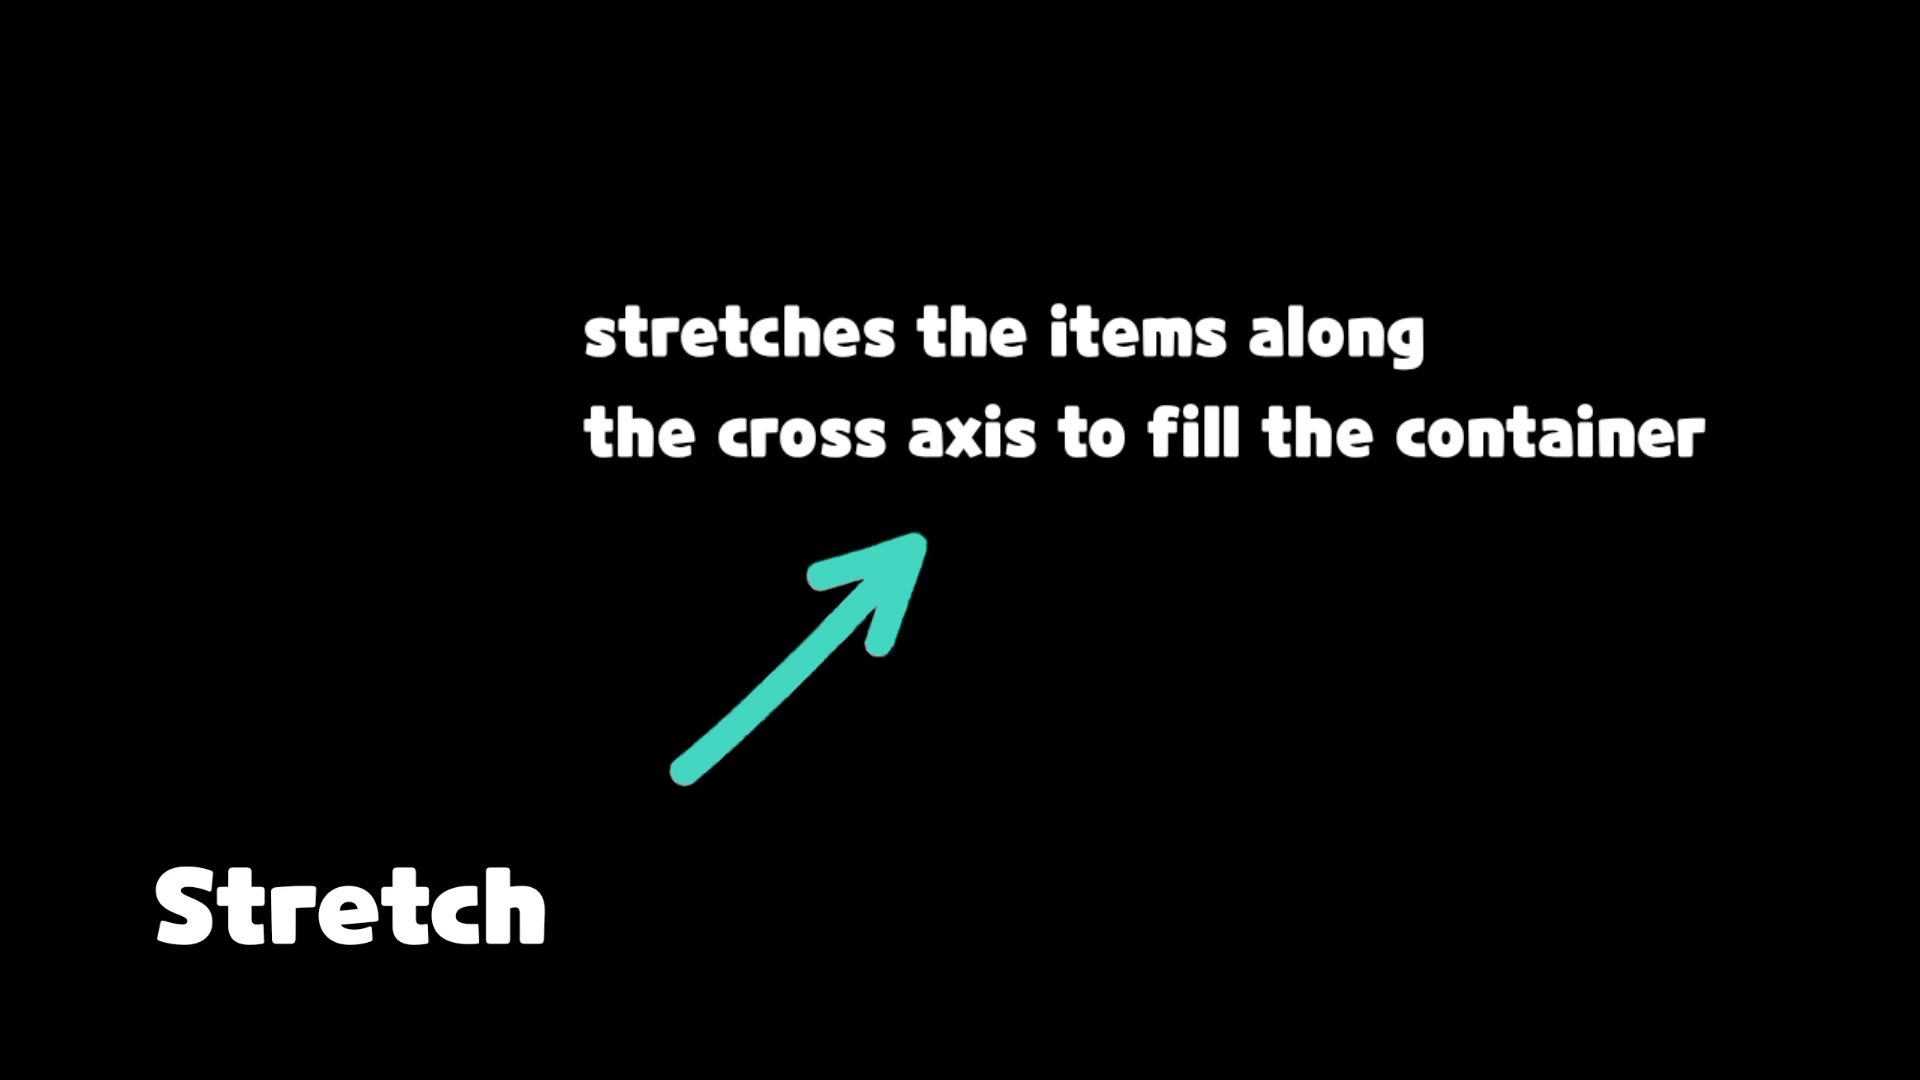 stretches the items along
the cross axis to fill the container
Stretch